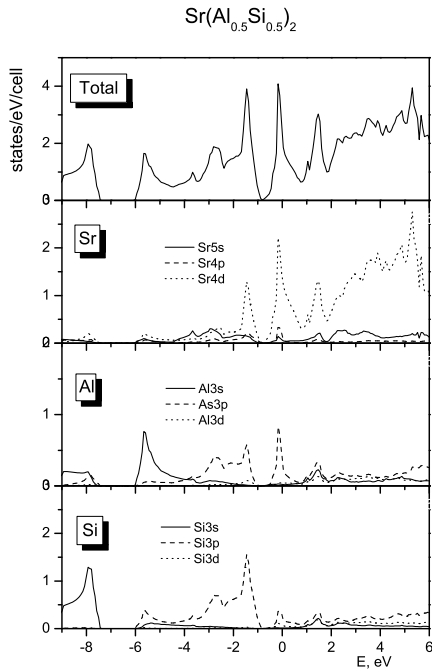 Sr(Al0.5Si0.5)2
states/eV/cell
Total
4
2
0
Sr
Sr5s
Sr4p
Sr4d
2
1
0
Al
Al3s
As3p
Al3d
2
1
0
Si
Si3s
Si3p
Si3d
2
1
0
-8 -6 -4 -2 0 2 4 6
E, eV